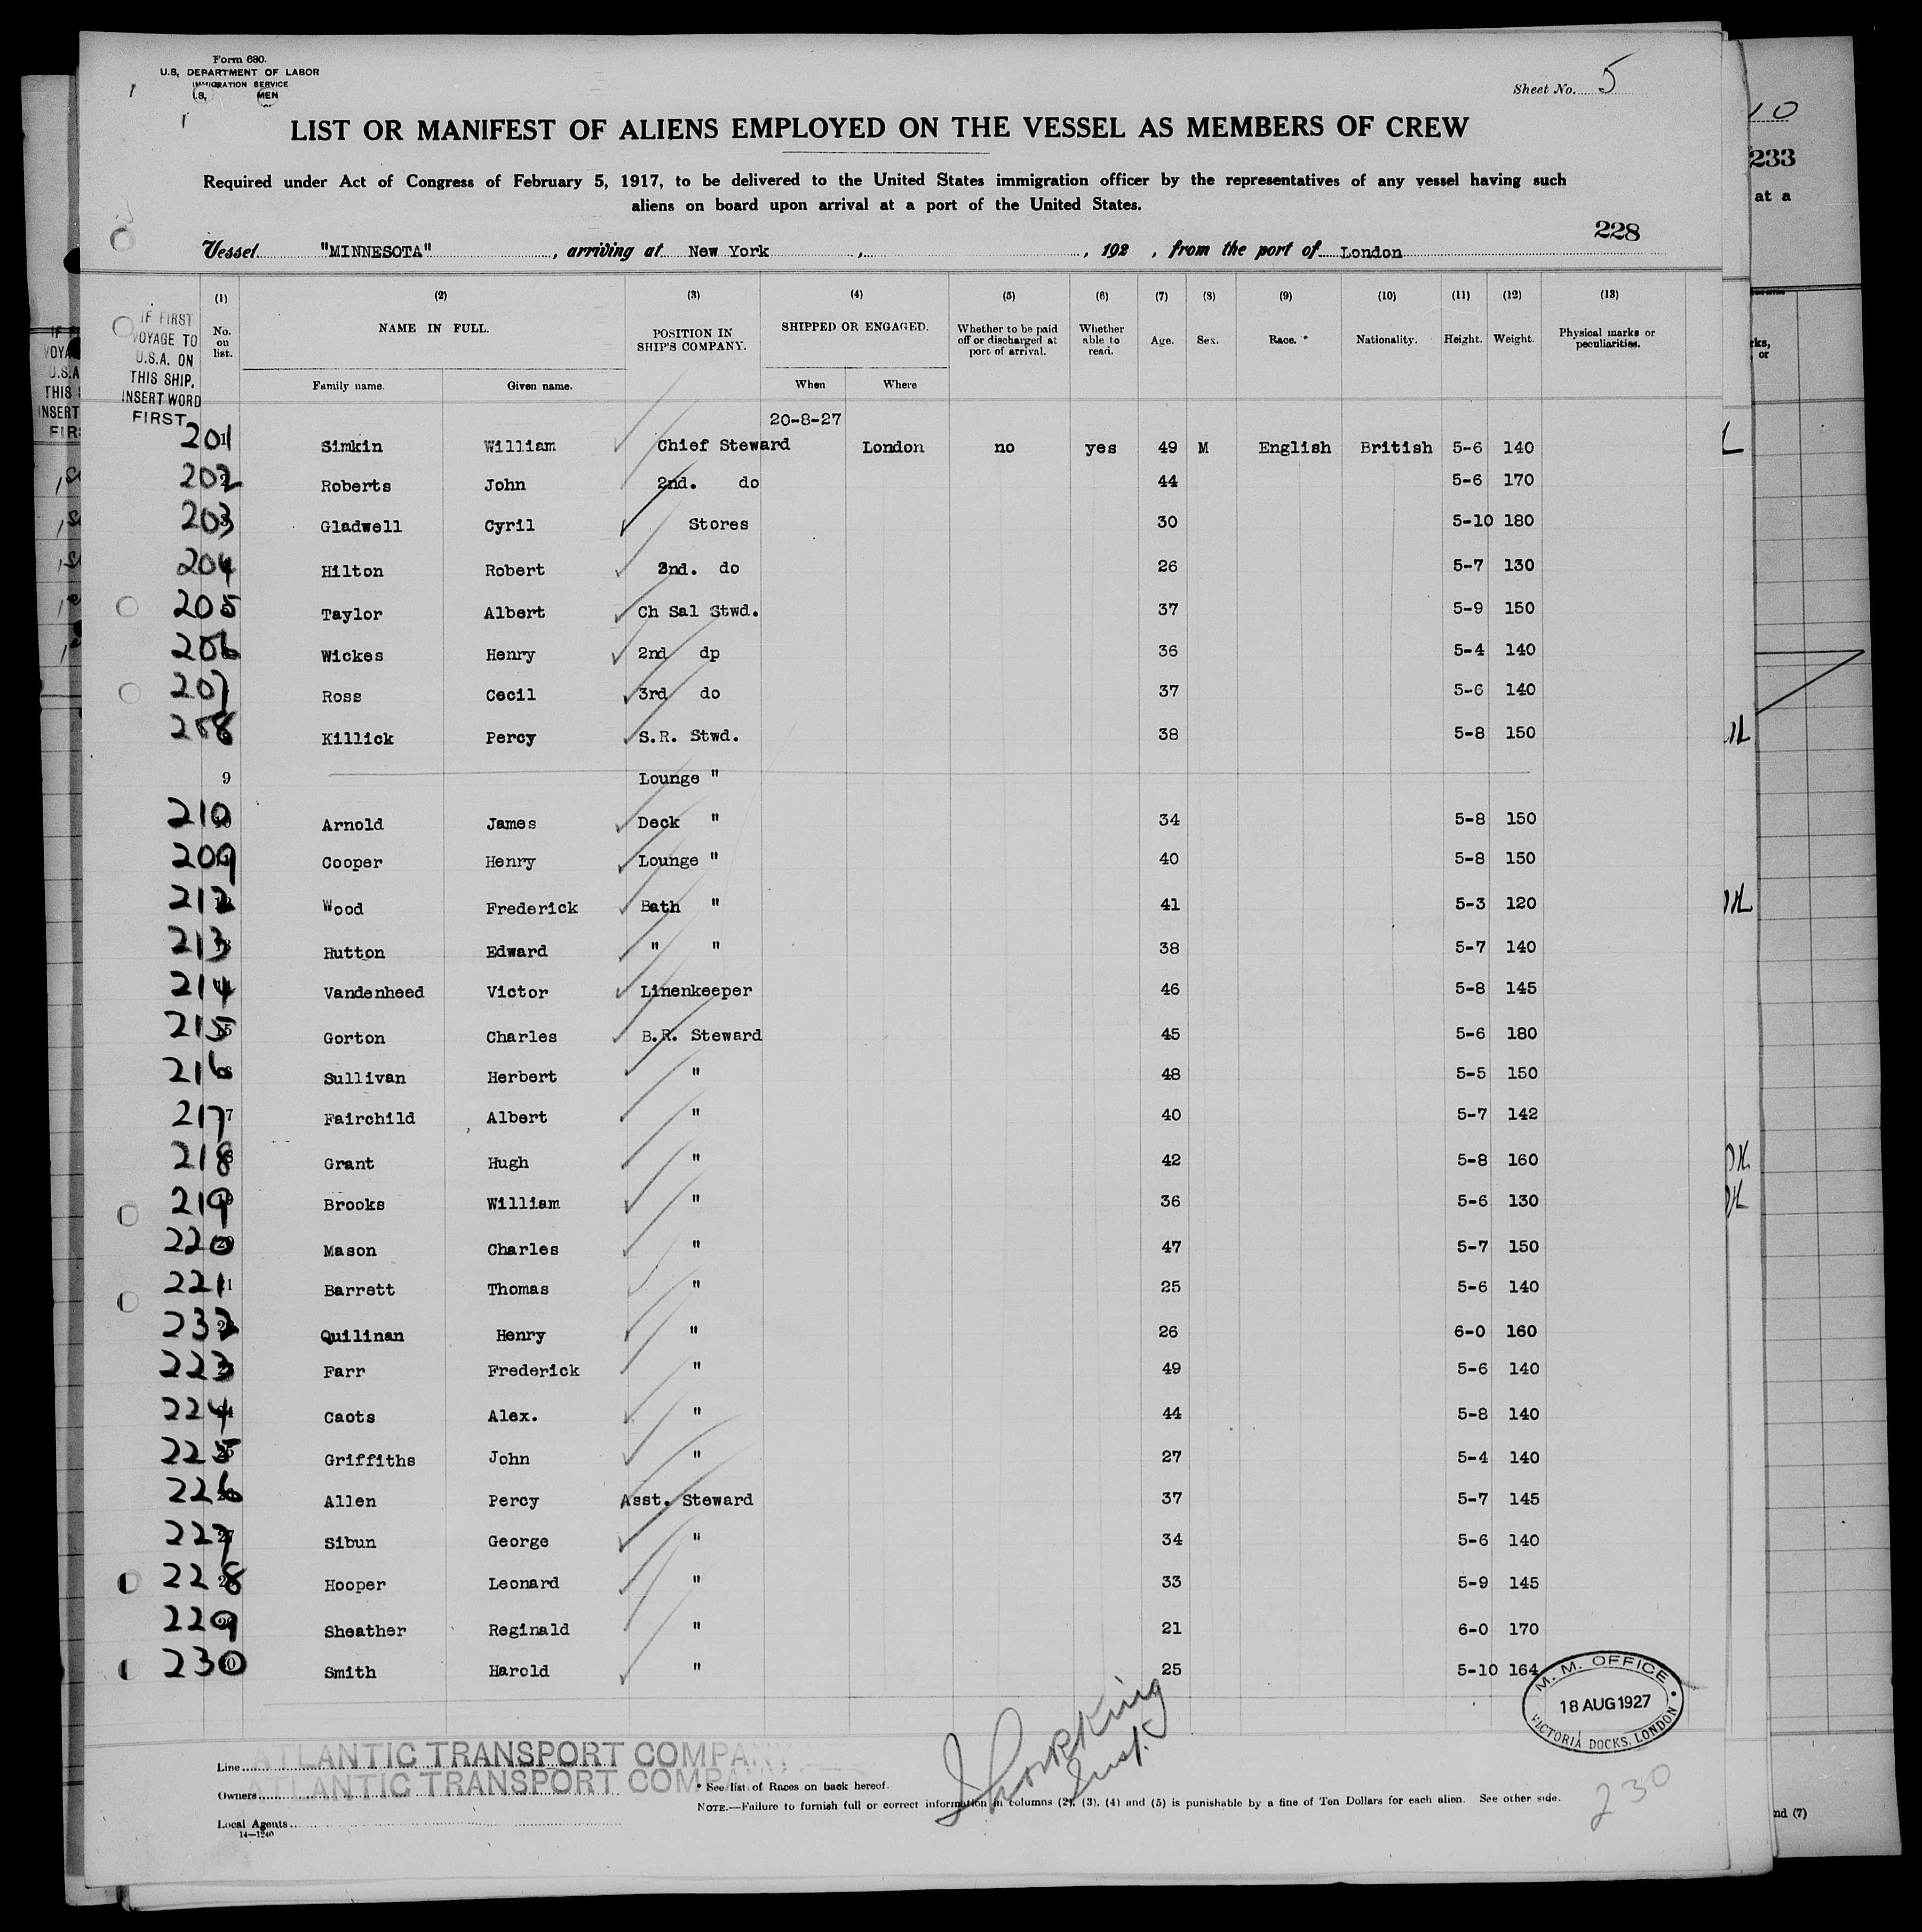 Form 680.
U.S. DEPARTMENT OF LABOR
IMMIGRATION SERVICE
Sheet No. 5
LIST OR MANIFEST OF ALIENS EMPLOYED ON THE VESSEL AS MEMBERS OF CREW
Required under Act of Congress of February 5, 1917, to be delivered to the United States immigration officer by the representatives of any vessel having such
aliens on board upon arrival at a port of the United States.
228
Vessel "MINNESOTA", arriving at New York, , 192 , from the port of London
IF FIRST VOYAGE TO U.S.A. ON THIS SHIP, INSERT WORD FIRST
(1) (2) (3) (4) (5) (6) (7) (8) (9) (10) (11) (12) (13)
No. on list. NAME IN FULL. POSITION IN SHIP'S COMPANY. SHIPPED OR ENGAGED. Whether to be paid off or discharged at port of arrival. Whether able to read. Age. Sex. Race. * Nationality. Height. Weight. Physical marks or peculiarities.
Family name. Given name. When Where
20-8-27
201 Simkin William Chief Steward London no yes 49 M English British 5-6 140
202 Roberts John 2nd. do 44 5-6 170
203 Gladwell Cyril Stores 30 5-10 180
204 Hilton Robert 2nd. do 26 5-7 130
205 Taylor Albert Ch Sal Stwd. 37 5-9 150
206 Wickes Henry 2nd dp 36 5-4 140
207 Ross Cecil 3rd do 37 5-6 140
208 Killick Percy S.R. Stwd. 38 5-8 150
9 Lounge "
210 Arnold James Deck " 34 5-8 150
209 Cooper Henry Lounge " 40 5-8 150
212 Wood Frederick Bath " 41 5-3 120
213 Hutton Edward " " 38 5-7 140
214 Vandenheed Victor Linenkeeper 46 5-8 145
215 Gorton Charles B.R. Steward 45 5-6 180
216 Sullivan Herbert " 48 5-5 150
217 Fairchild Albert " 40 5-7 142
218 Grant Hugh " 42 5-8 160
219 Brooks William " 36 5-6 130
220 Mason Charles " 47 5-7 150
221 Barrett Thomas " 25 5-6 140
232 Quilinan Henry " 26 6-0 160
223 Farr Frederick " 49 5-6 140
224 Caots Alex. " 44 5-8 140
225 Griffiths John " 27 5-4 140
226 Allen Percy Asst. Steward 37 5-7 145
227 Sibun George " 34 5-6 140
228 Hooper Leonard " 33 5-9 145
229 Sheather Reginald " 21 6-0 170
230 Smith Harold " 25 5-10 164
M. M. OFFICE
18 AUG 1927
VICTORIA DOCKS, LONDON
Line ATLANTIC TRANSPORT COMPANY
Owners ATLANTIC TRANSPORT COMPANY
Local Agents
14—1240
* See list of Races on back hereof.
NOTE.—Failure to furnish full or correct information in columns (2), (3), (4) and (5) is punishable by a fine of Ten Dollars for each alien. See other side.
230
10
233
at a
nd (7)